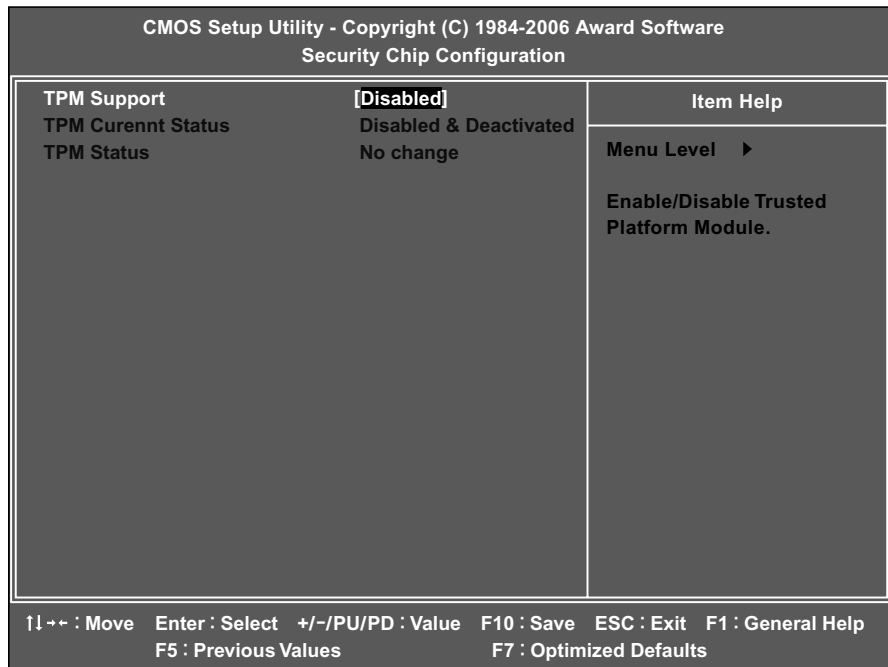 CMOS Setup Utility - Copyright (C) 1984-2006 Award Software
Security Chip Configuration
TPM Support [Disabled]
TPM Curennt Status Disabled & Deactivated
TPM Status No change
Item Help
Menu Level ▶
Enable/Disable Trusted
Platform Module.
↑↓→← : Move Enter : Select +/-/PU/PD : Value F10 : Save ESC : Exit F1 : General Help
F5 : Previous Values F7 : Optimized Defaults